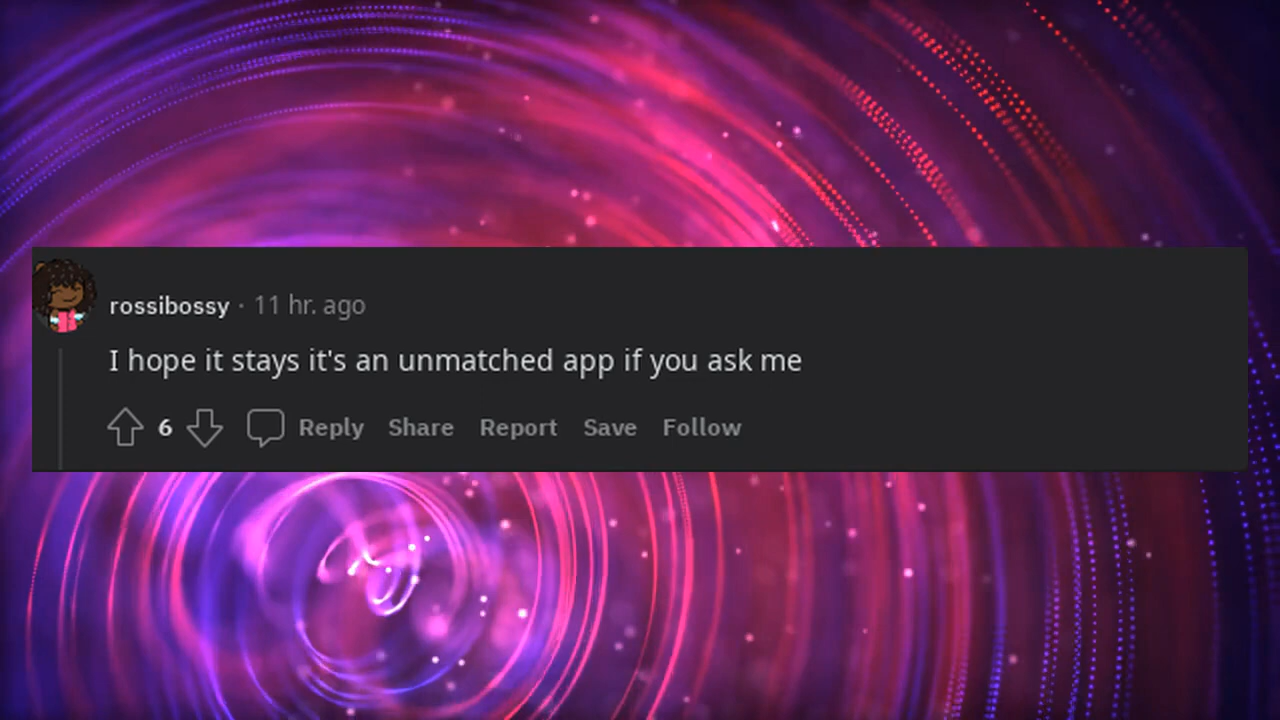 rossibossy · 11 hr. ago
I hope it stays it's an unmatched app if you ask me
6 Reply Share Report Save Follow